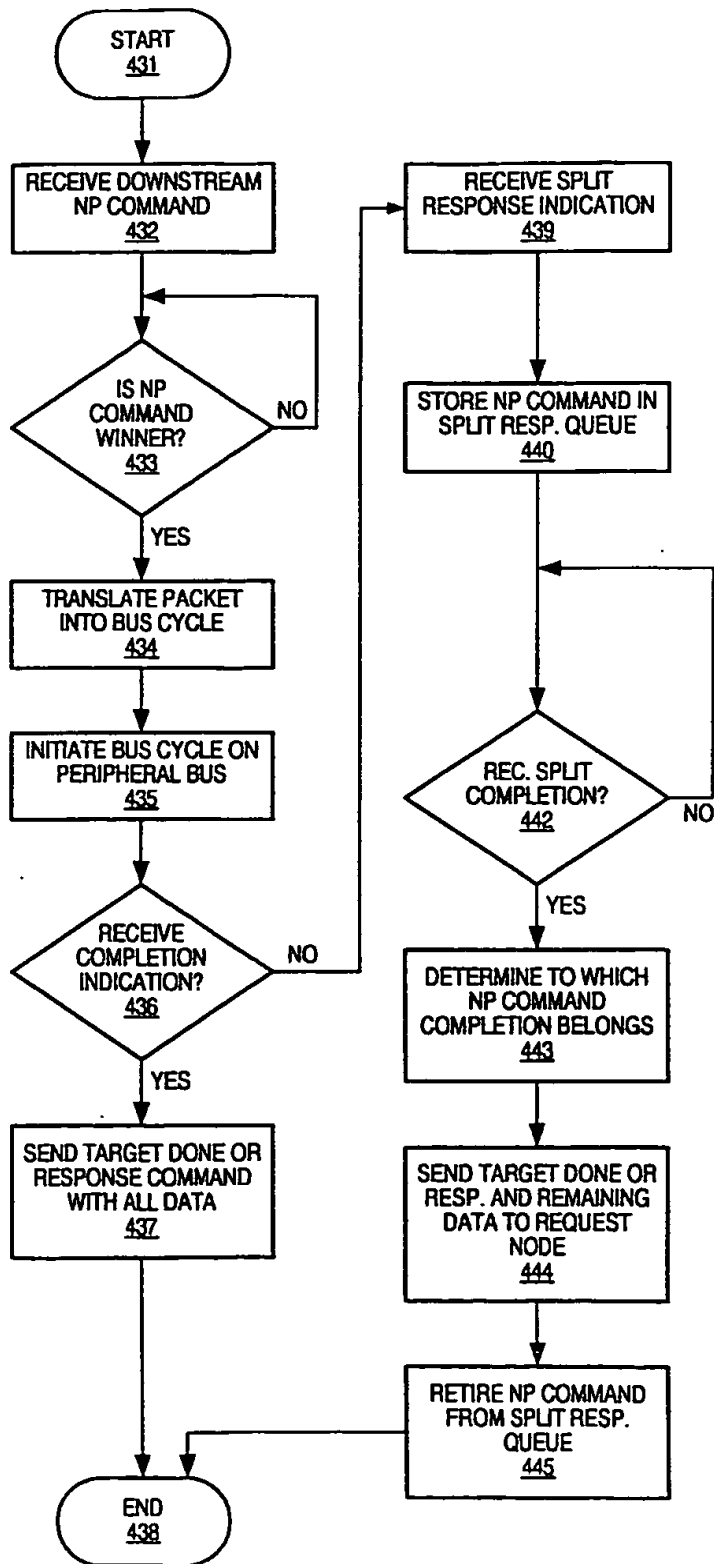 START
431
RECEIVE DOWNSTREAM
NP COMMAND
432
IS NP
COMMAND
WINNER?
433
NO
YES
TRANSLATE PACKET
INTO BUS CYCLE
434
INITIATE BUS CYCLE ON
PERIPHERAL BUS
435
RECEIVE
COMPLETION
INDICATION?
436
NO
YES
SEND TARGET DONE OR
RESPONSE COMMAND
WITH ALL DATA
437
RECEIVE SPLIT
RESPONSE INDICATION
439
STORE NP COMMAND IN
SPLIT RESP. QUEUE
440
REC. SPLIT
COMPLETION?
442
NO
YES
DETERMINE TO WHICH
NP COMMAND
COMPLETION BELONGS
443
SEND TARGET DONE OR
RESP. AND REMAINING
DATA TO REQUEST
NODE
444
RETIRE NP COMMAND
FROM SPLIT RESP.
QUEUE
445
END
438